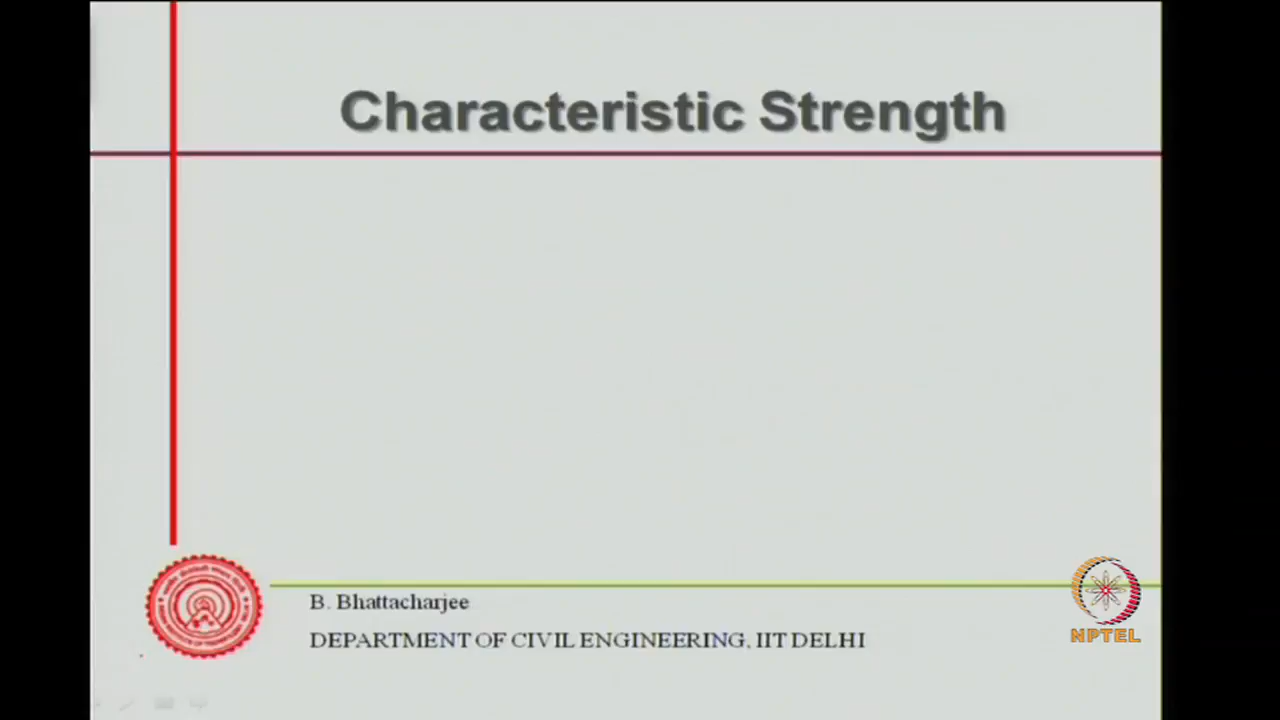 Characteristic Strength
B. Bhattacharjee
DEPARTMENT OF CIVIL ENGINEERING, IIT DELHI
NPTEL